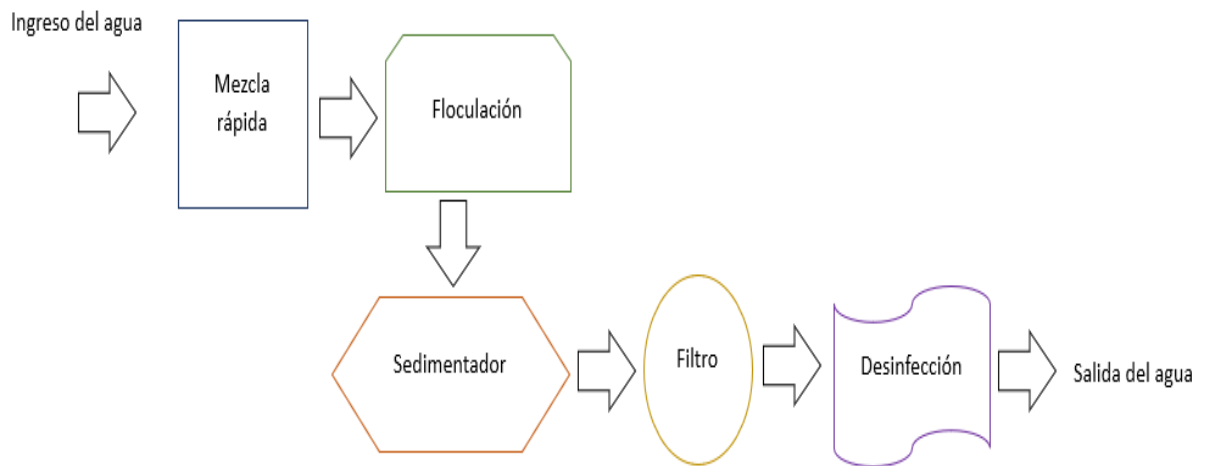 Ingreso del agua
Mezcla
rápida
Floculación
Sedimentador
Filtro
Desinfección
Salida del agua